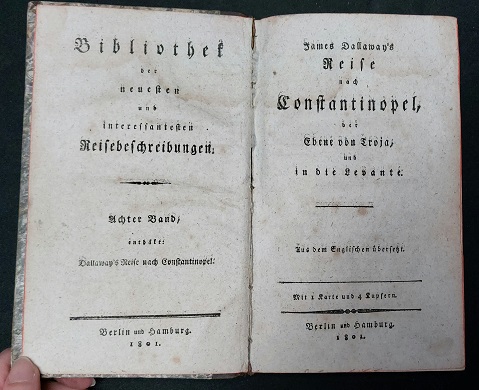 Bibliothek
der
neuesten
und
interessantesten
Reisebeschreibungen.
Achter Band,
enthält:
Dallaway's Reise nach Constantinopel.
Berlin und Hamburg.
1801.
James Dallaway's
Reise
nach
Constantinopel,
der
Ebene von Troja,
und
in die Levante.
Aus dem Englischen übersetzt.
Mit 1 Karte und 4 Kupfern.
Berlin und Hamburg.
1801.